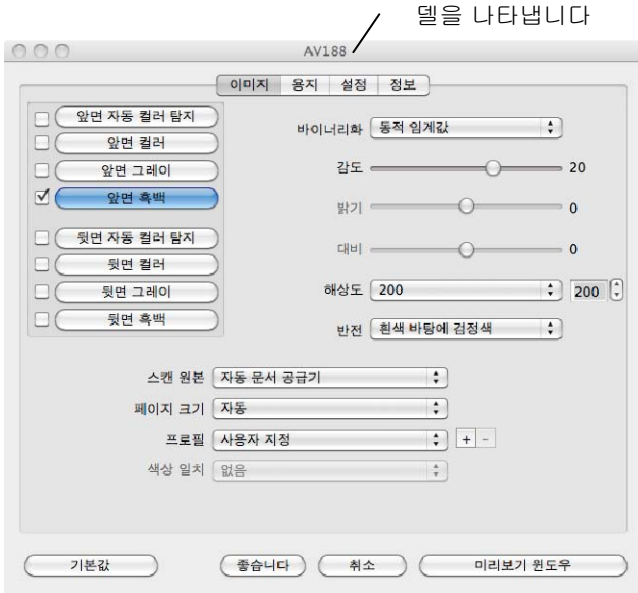 델을 나타냅니다
AV188
이미지 용지 설정 정보
앞면 자동 컬러 탐지
앞면 컬러
앞면 그레이
앞면 흑백
뒷면 자동 컬러 탐지
뒷면 컬러
뒷면 그레이
뒷면 흑백
바이너리화 동적 임계값
감도 20
밝기 0
대비 0
해상도 200 200
반전 흰색 바탕에 검정색
스캔 원본 자동 문서 공급기
페이지 크기 자동
프로필 사용자 지정 + -
색상 일치 없음
기본값 좋습니다 취소 미리보기 윈도우